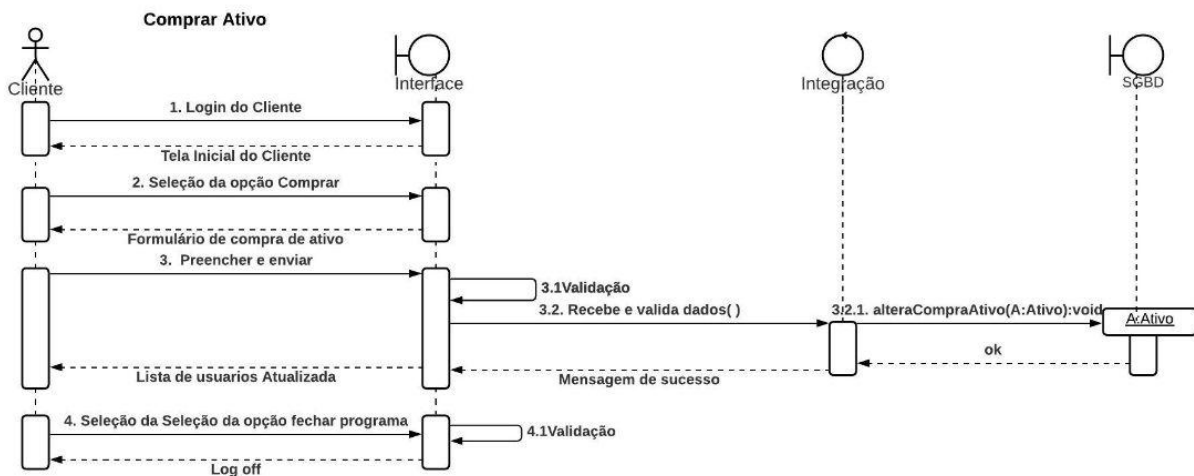 Comprar Ativo
Cliente
Interface
Integração
SGBD
1. Login do Cliente
Tela Inicial do Cliente
2. Seleção da opção Comprar
Formulário de compra de ativo
3. Preencher e enviar
3.1Validação
3.2. Recebe e valida dados( )
3.2.1. alteraCompraAtivo(A:Ativo):void
A:Ativo
ok
Lista de usuarios Atualizada
Mensagem de sucesso
4. Seleção da Seleção da opção fechar programa
4.1Validação
Log off